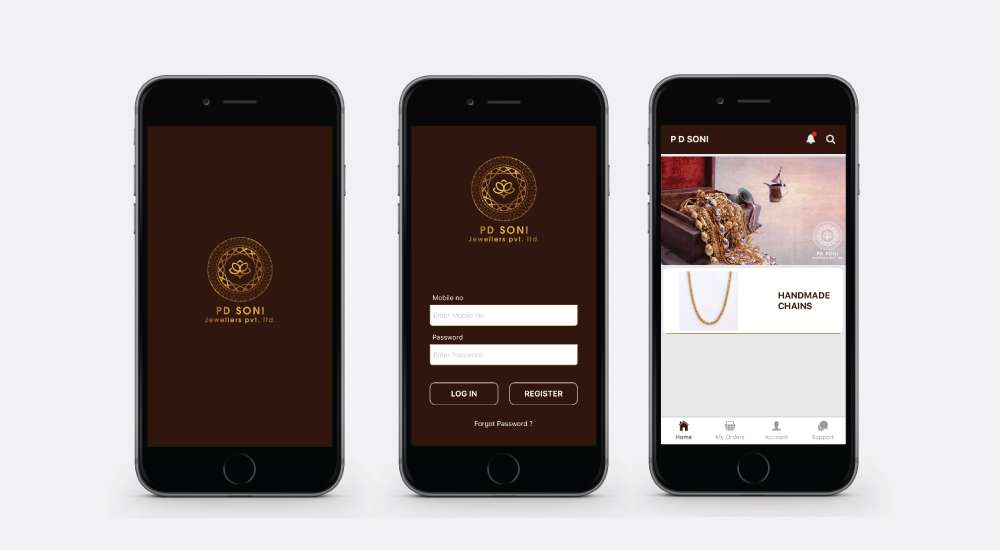 PD SONI
Jewellers pvt. ltd.
PD SONI
Jewellers pvt. ltd.
Mobile no
Enter Mobile No
Password
Enter Password
LOG IN
REGISTER
Forgot Password ?
P D SONI
PD SONI
HANDMADE
CHAINS
Home
My Orders
Account
Support